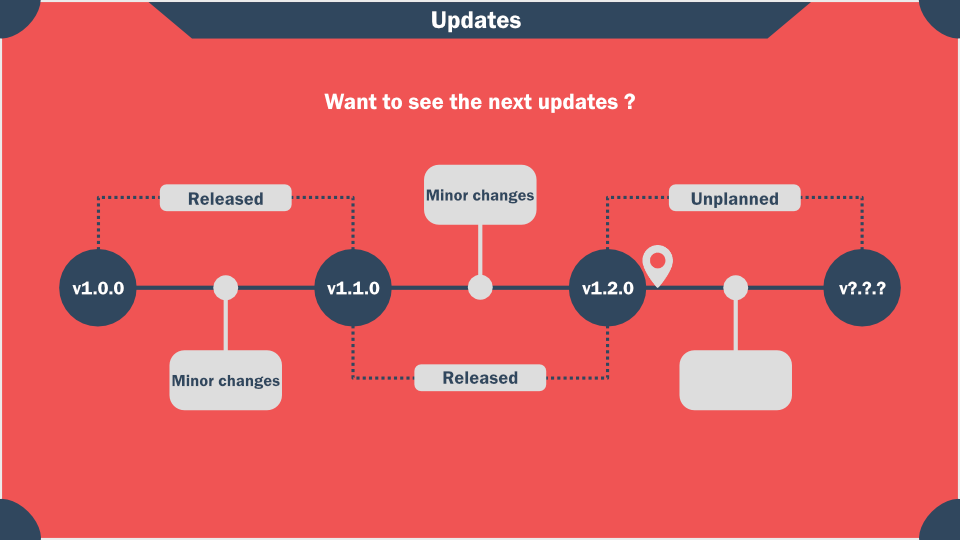 Updates
Want to see the next updates ?
Minor changes
Released
Unplanned
v1.0.0
v1.1.0
v1.2.0
v?.?.?
Minor changes
Released